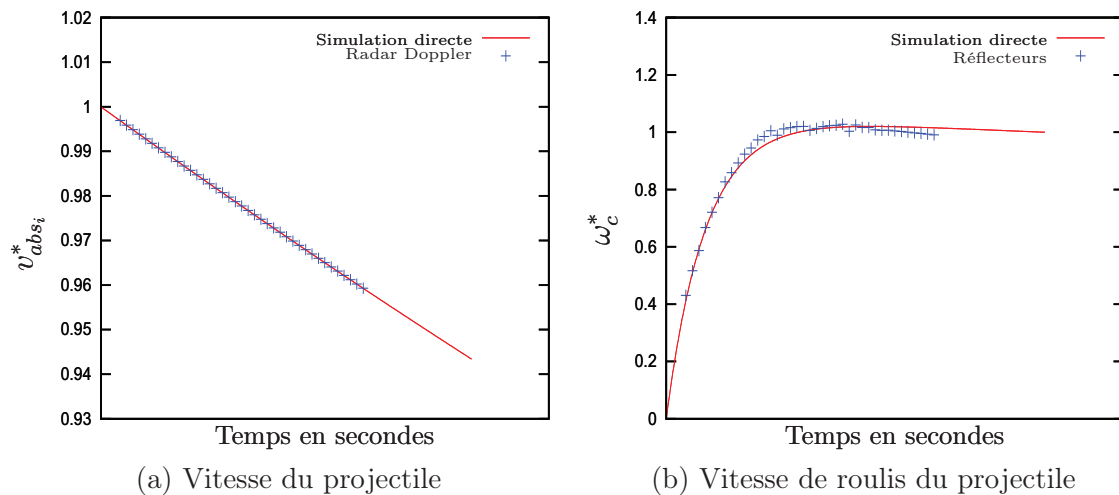 1.02
1.01
1
0.99
0.98
0.97
0.96
0.95
0.94
0.93
v*absi
Simulation directe
Radar Doppler
Temps en secondes
(a) Vitesse du projectile
1.4
1.2
1
0.8
0.6
0.4
0.2
0
ω*c
Simulation directe
Réflecteurs
Temps en secondes
(b) Vitesse de roulis du projectile